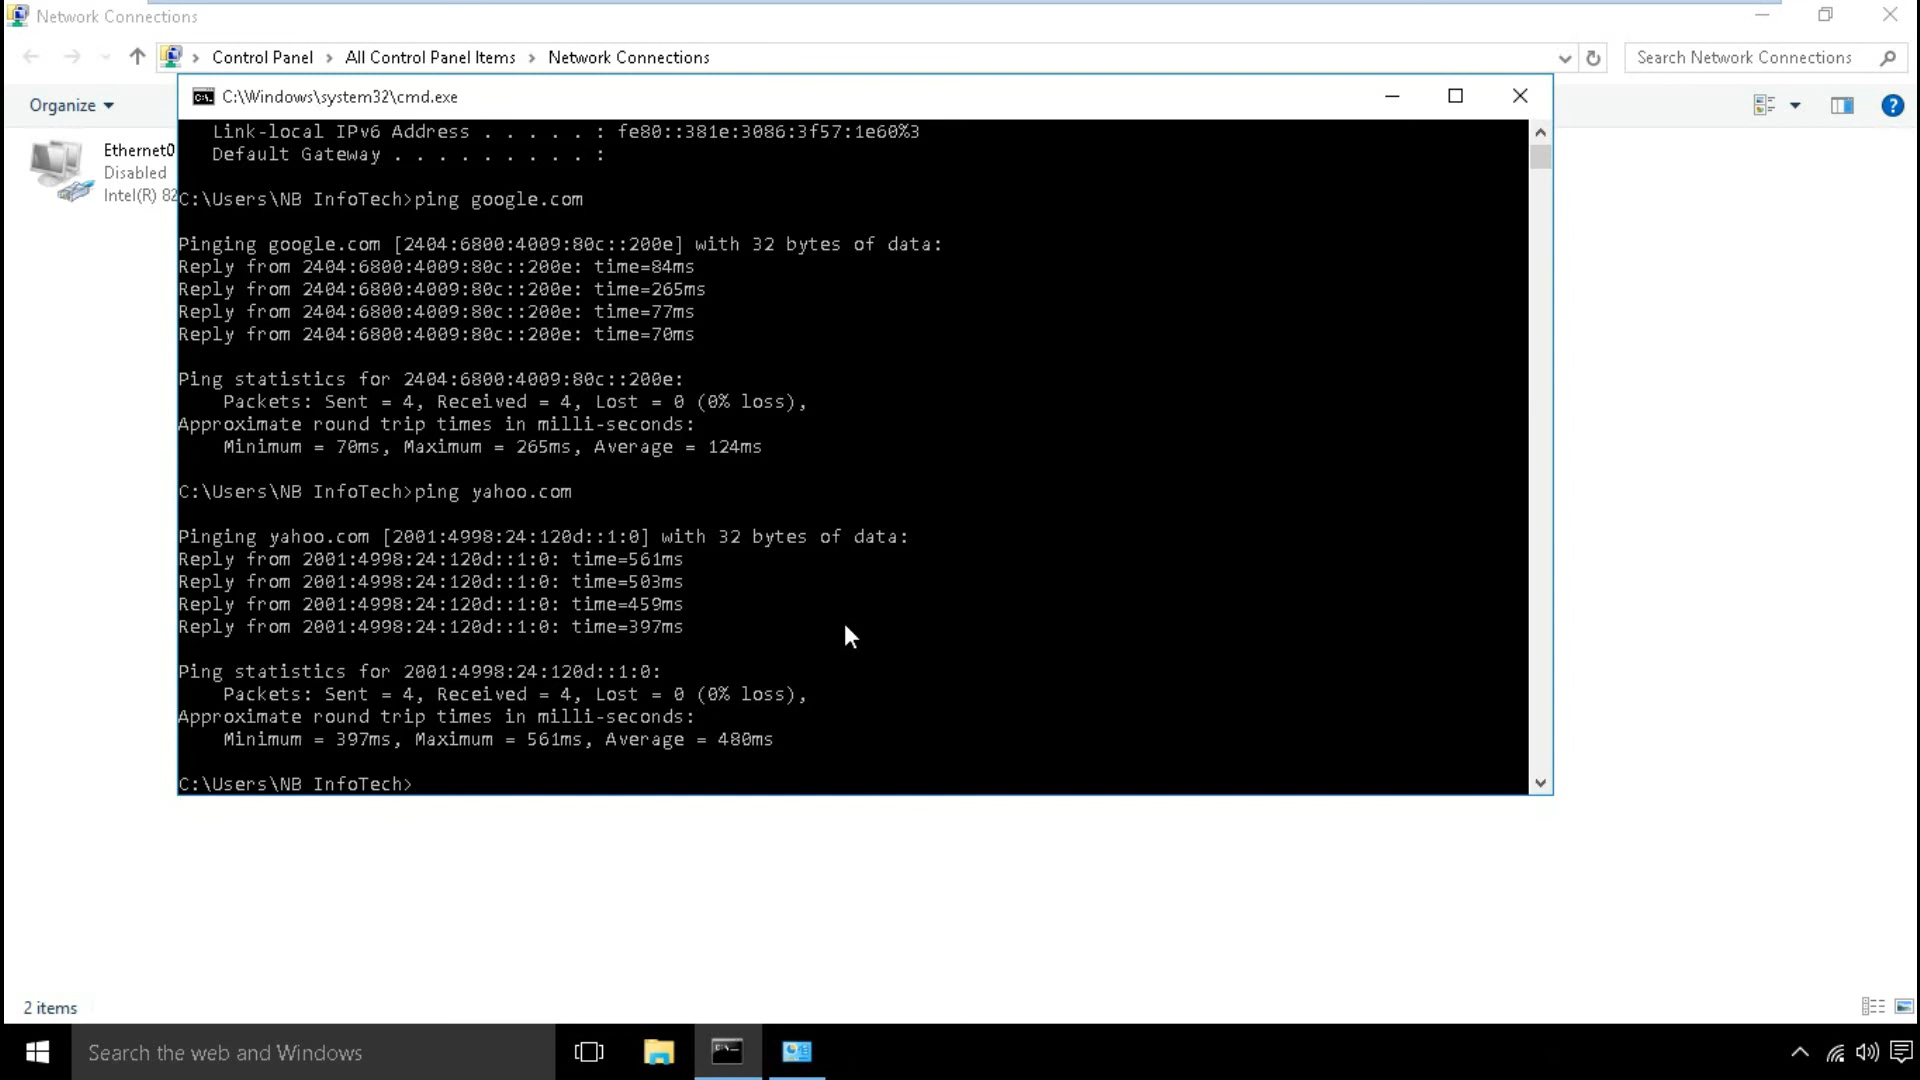 Network Connections
Control Panel > All Control Panel Items > Network Connections
Search Network Connections
Organize
C:\Windows\system32\cmd.exe
Ethernet0
Disabled
Intel(R) 82
Link-local IPv6 Address . . . . . : fe80::381e:3086:3f57:1e60%3
Default Gateway . . . . . . . . . :
C:\Users\NB InfoTech>ping google.com
Pinging google.com [2404:6800:4009:80c::200e] with 32 bytes of data:
Reply from 2404:6800:4009:80c::200e: time=84ms
Reply from 2404:6800:4009:80c::200e: time=265ms
Reply from 2404:6800:4009:80c::200e: time=77ms
Reply from 2404:6800:4009:80c::200e: time=70ms
Ping statistics for 2404:6800:4009:80c::200e:
Packets: Sent = 4, Received = 4, Lost = 0 (0% loss),
Approximate round trip times in milli-seconds:
Minimum = 70ms, Maximum = 265ms, Average = 124ms
C:\Users\NB InfoTech>ping yahoo.com
Pinging yahoo.com [2001:4998:24:120d::1:0] with 32 bytes of data:
Reply from 2001:4998:24:120d::1:0: time=561ms
Reply from 2001:4998:24:120d::1:0: time=503ms
Reply from 2001:4998:24:120d::1:0: time=459ms
Reply from 2001:4998:24:120d::1:0: time=397ms
Ping statistics for 2001:4998:24:120d::1:0:
Packets: Sent = 4, Received = 4, Lost = 0 (0% loss),
Approximate round trip times in milli-seconds:
Minimum = 397ms, Maximum = 561ms, Average = 480ms
C:\Users\NB InfoTech>
2 items
Search the web and Windows